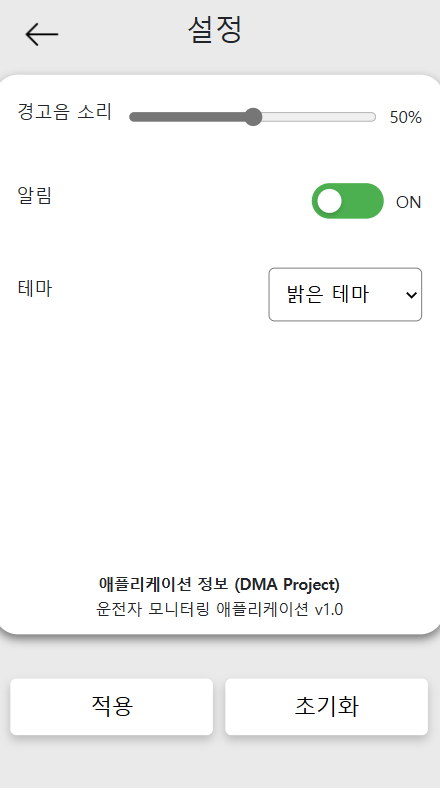 설정
경고음 소리 50%
알림 ON
테마 밝은 테마
애플리케이션 정보 (DMA Project)
운전자 모니터링 애플리케이션 v1.0
적용 초기화